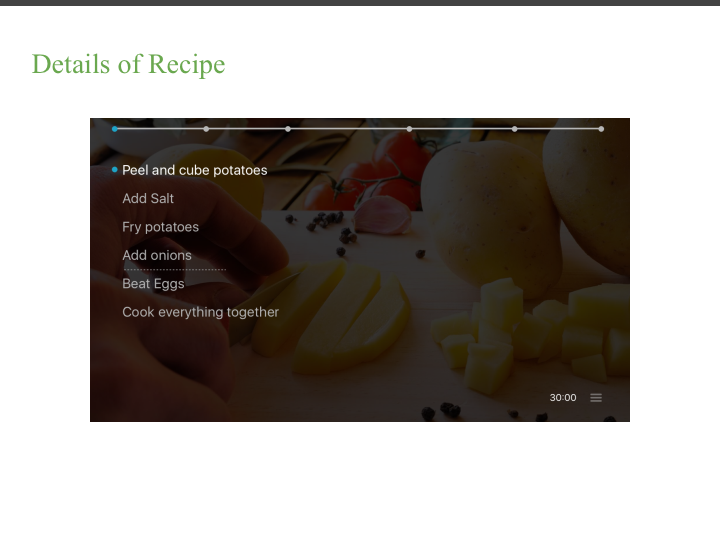 Details of Recipe
Peel and cube potatoes
Add Salt
Fry potatoes
Add onions
Beat Eggs
Cook everything together
30:00